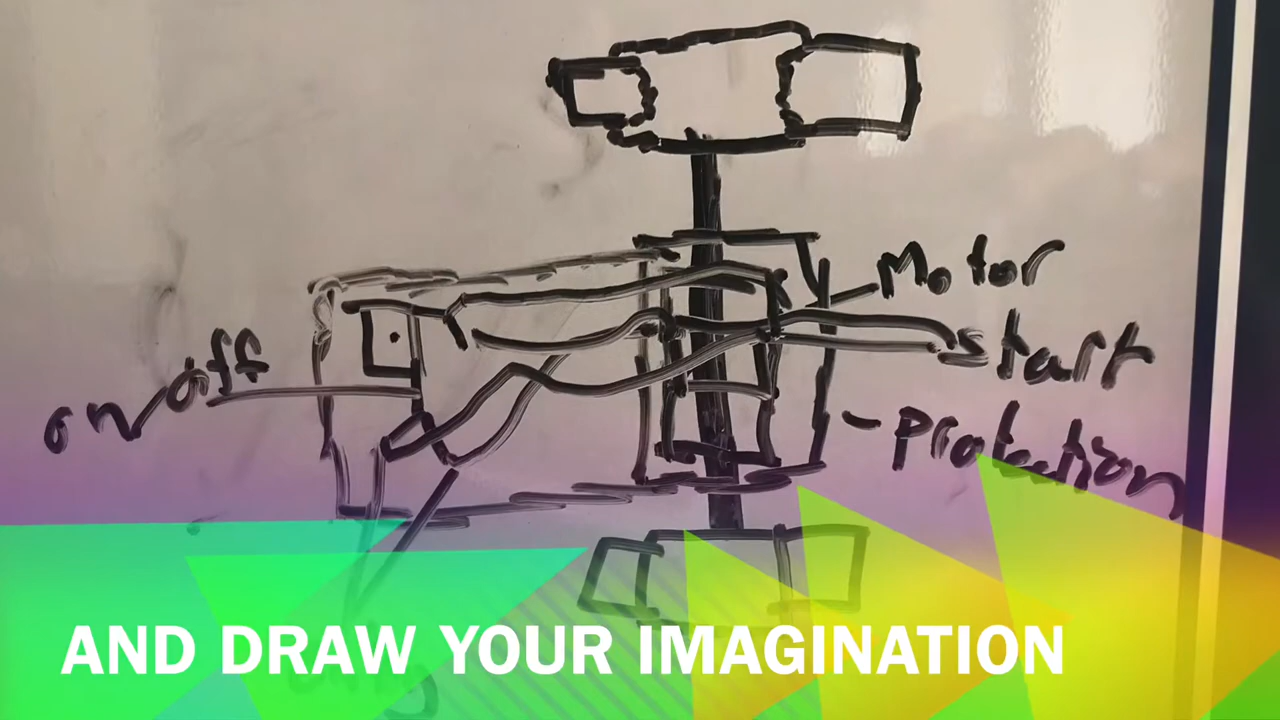 Motor
start
on/off
- Protection
AND DRAW YOUR IMAGINATION